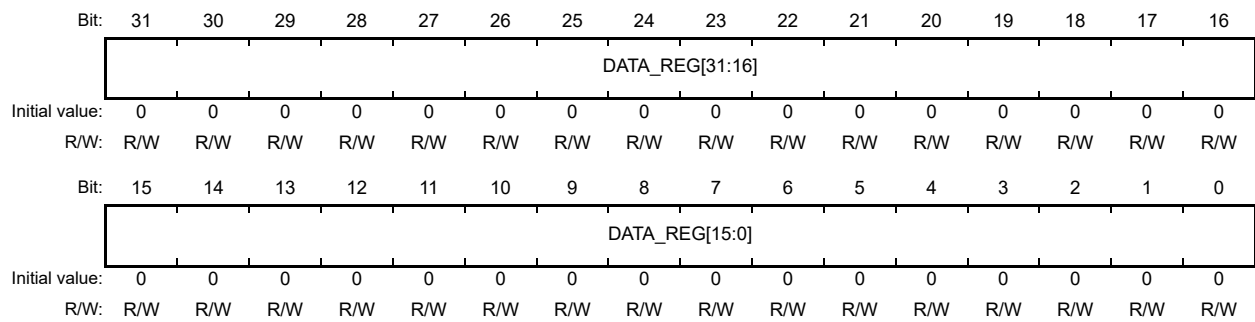 Bit: 31 30 29 28 27 26 25 24 23 22 21 20 19 18 17 16
DATA_REG[31:16]
Initial value: 0 0 0 0 0 0 0 0 0 0 0 0 0 0 0 0
R/W: R/W R/W R/W R/W R/W R/W R/W R/W R/W R/W R/W R/W R/W R/W R/W R/W
Bit: 15 14 13 12 11 10 9 8 7 6 5 4 3 2 1 0
DATA_REG[15:0]
Initial value: 0 0 0 0 0 0 0 0 0 0 0 0 0 0 0 0
R/W: R/W R/W R/W R/W R/W R/W R/W R/W R/W R/W R/W R/W R/W R/W R/W R/W